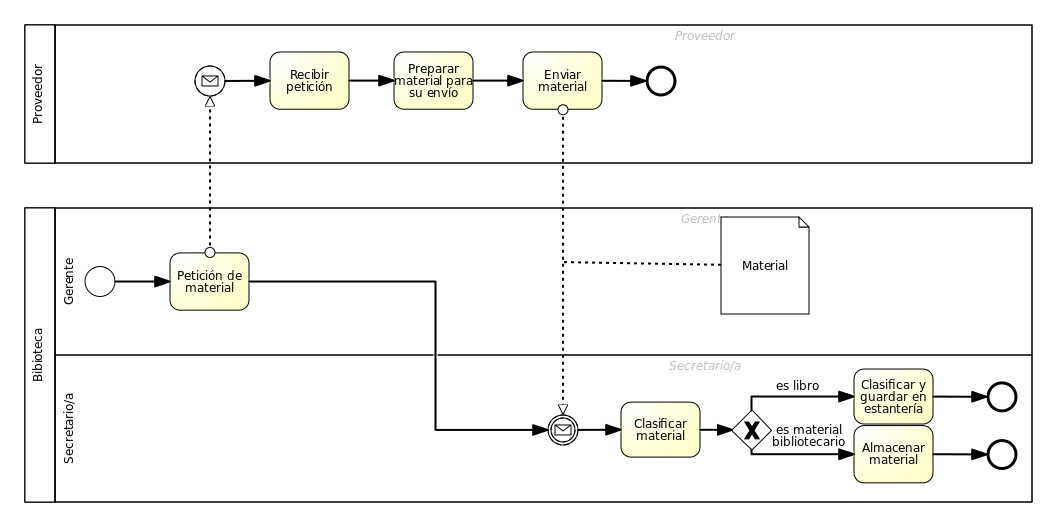 Proveedor
Proveedor
Recibir
petición
Preparar
material para
su envío
Enviar
material
Bibioteca
Gerente
Gerent
Petición de
material
Material
Secretario/a
Secretario/a
Clasificar
material
es libro
es material
bibliotecario
Clasificar y
guardar en
estantería
Almacenar
material